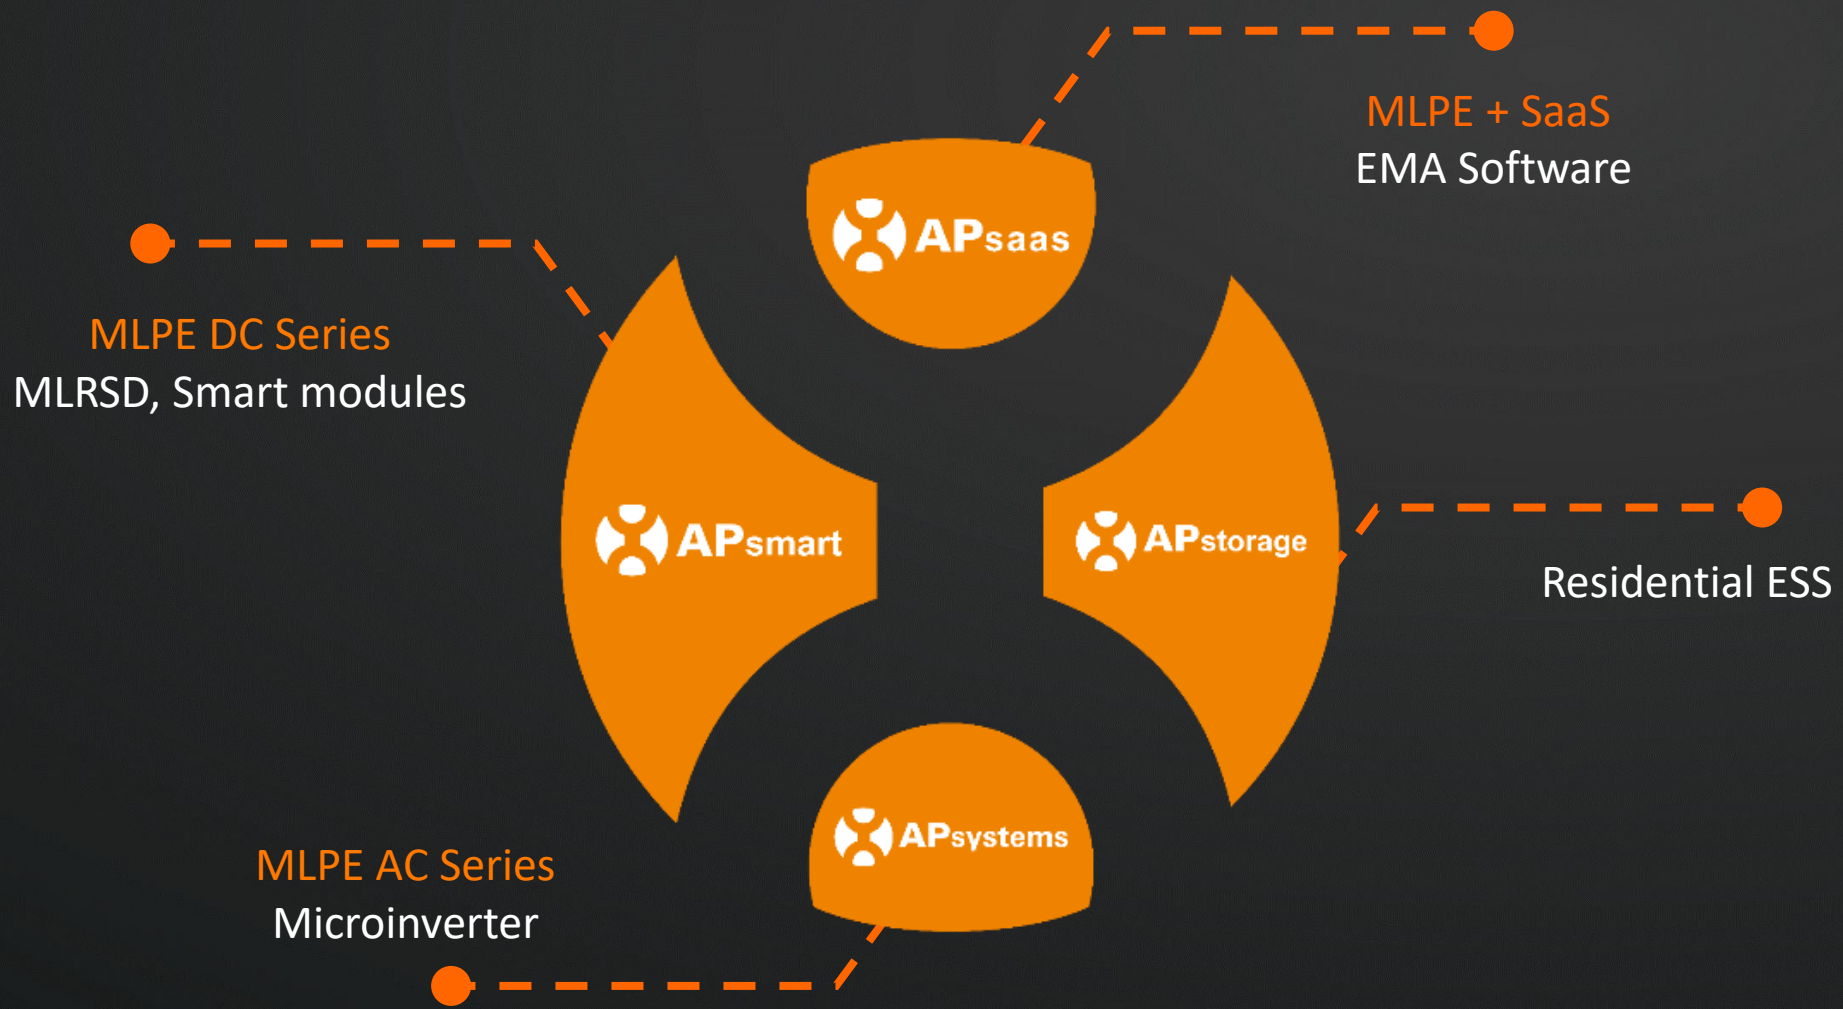 MLPE + SaaS
EMA Software
APsaas
MLPE DC Series
MLRSD, Smart modules
APsmart
APstorage
Residential ESS
APsystems
MLPE AC Series
Microinverter